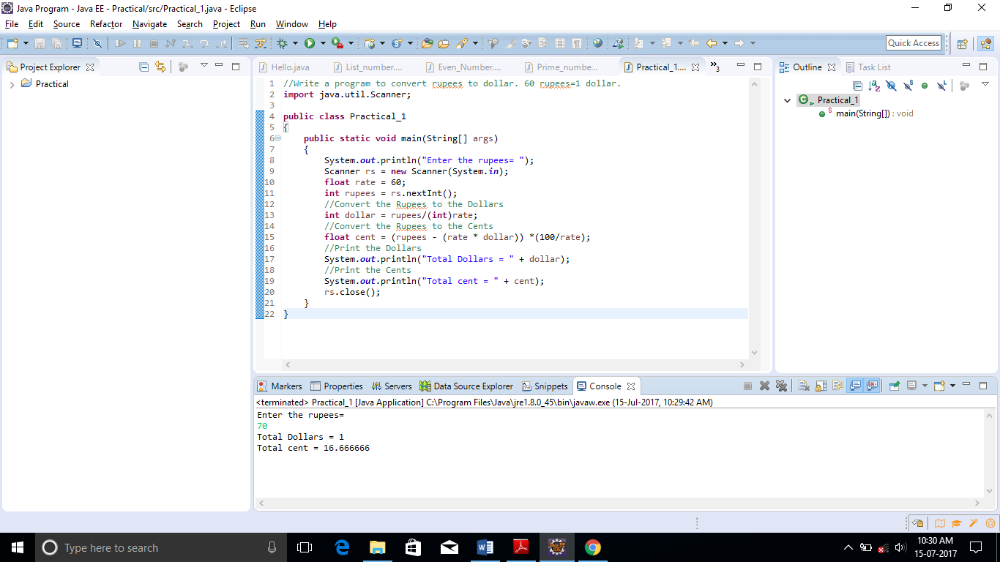 Java Program - Java EE - Practical/src/Practical_1.java - Eclipse
File Edit Source Refactor Navigate Search Project Run Window Help
Quick Access
Project Explorer
Practical
Hello.java List_number.... Even_Number.... Prime_numbe... Practical_1.... »3
1 //Write a program to convert rupees to dollar. 60 rupees=1 dollar.
2 import java.util.Scanner;
3
4 public class Practical_1
5 {
6 public static void main(String[] args)
7 {
8 System.out.println("Enter the rupees= ");
9 Scanner rs = new Scanner(System.in);
10 float rate = 60;
11 int rupees = rs.nextInt();
12 //Convert the Rupees to the Dollars
13 int dollar = rupees/(int)rate;
14 //Convert the Rupees to the Cents
15 float cent = (rupees - (rate * dollar)) *(100/rate);
16 //Print the Dollars
17 System.out.println("Total Dollars = " + dollar);
18 //Print the Cents
19 System.out.println("Total cent = " + cent);
20 rs.close();
21 }
22 }
Outline Task List
Practical_1
main(String[]) : void
Markers Properties Servers Data Source Explorer Snippets Console
<terminated> Practical_1 [Java Application] C:\Program Files\Java\jre1.8.0_45\bin\javaw.exe (15-Jul-2017, 10:29:42 AM)
Enter the rupees=
70
Total Dollars = 1
Total cent = 16.666666
Type here to search
10:30 AM
15-07-2017